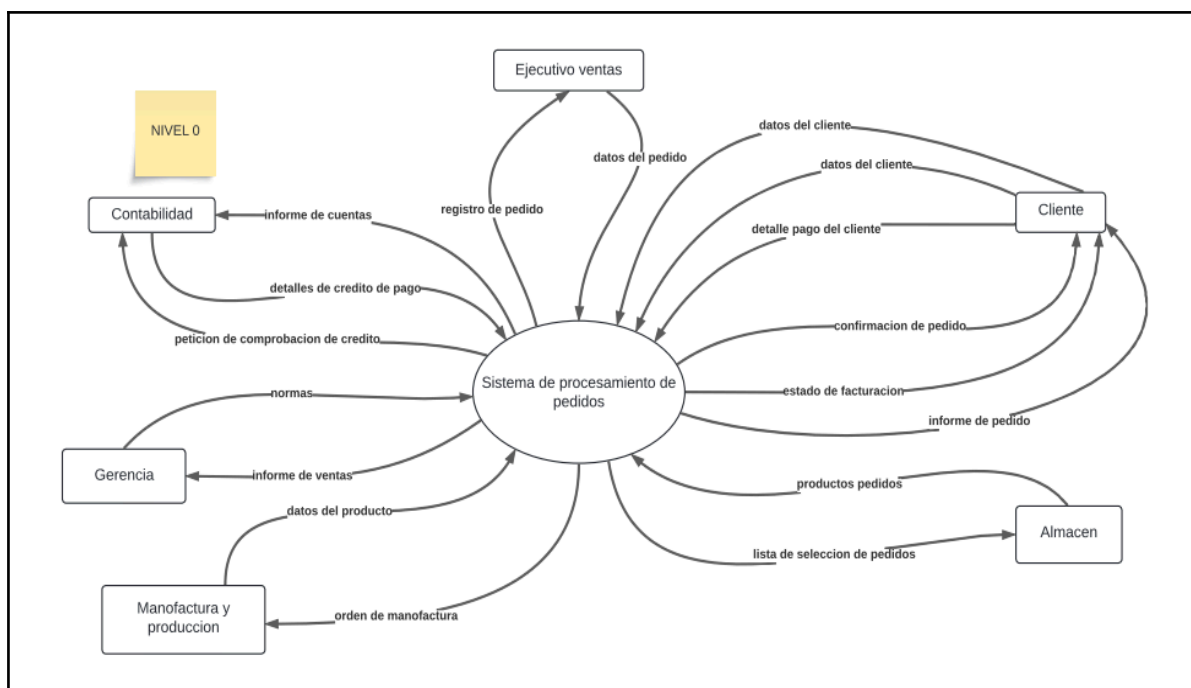 Ejecutivo ventas
NIVEL 0
datos del cliente
datos del pedido
datos del cliente
Contabilidad
informe de cuentas
registro de pedido
Cliente
detalle pago del cliente
detalles de credito de pago
confirmacion de pedido
peticion de comprobacion de credito
Sistema de procesamiento de
pedidos
normas
estado de facturacion
informe de pedido
Gerencia
informe de ventas
productos pedidos
datos del producto
Almacen
lista de seleccion de pedidos
Manofactura y
produccion
orden de manofactura